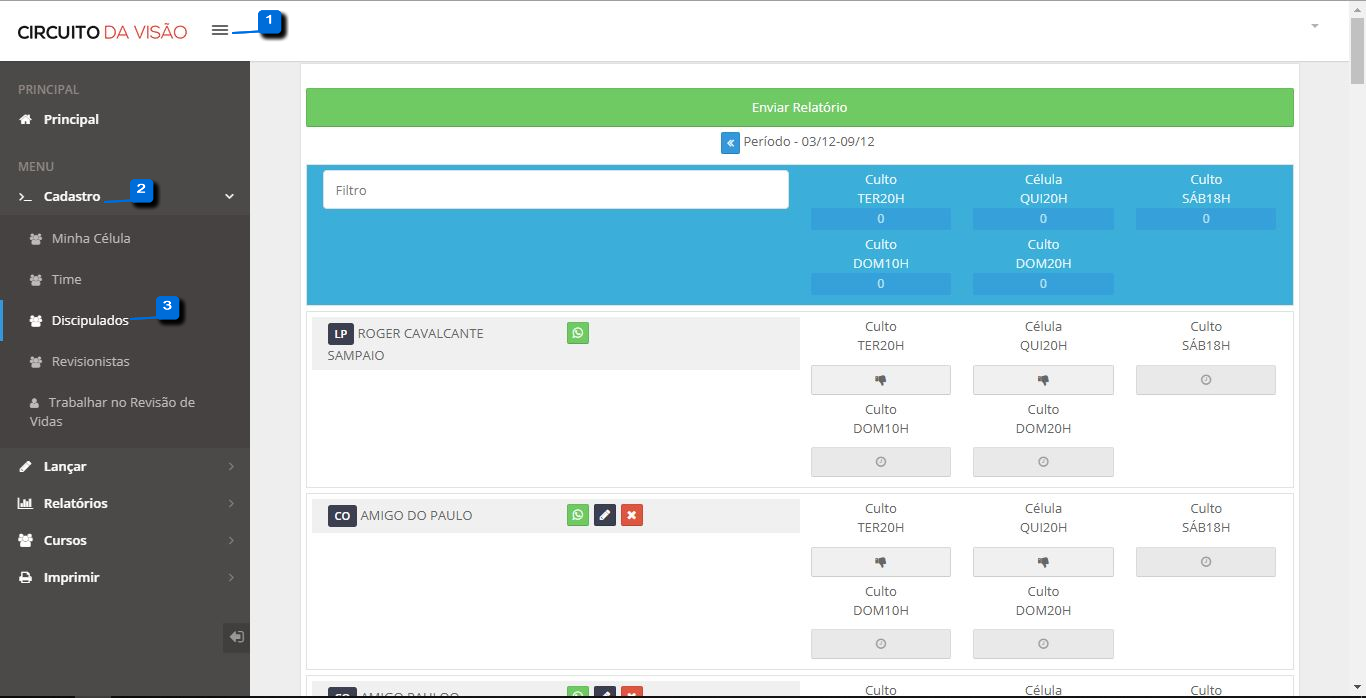 CIRCUITO DA VISÃO
1
PRINCIPAL
Principal
MENU
Cadastro
2
Minha Célula
Time
Discipulados
3
Revisionistas
Trabalhar no Revisão de
Vidas
Lançar
Relatórios
Cursos
Imprimir
Enviar Relatório
« Período - 03/12-09/12
Filtro
Culto Célula Culto
TER20H QUI20H SÁB18H
0 0 0
Culto Culto
DOM10H DOM20H
0 0
LP ROGER CAVALCANTE
SAMPAIO
Culto Célula Culto
TER20H QUI20H SÁB18H
Culto Culto
DOM10H DOM20H
CO AMIGO DO PAULO
Culto Célula Culto
TER20H QUI20H SÁB18H
Culto Culto
DOM10H DOM20H
CO AMIGO PAULOO
Culto Célula Culto